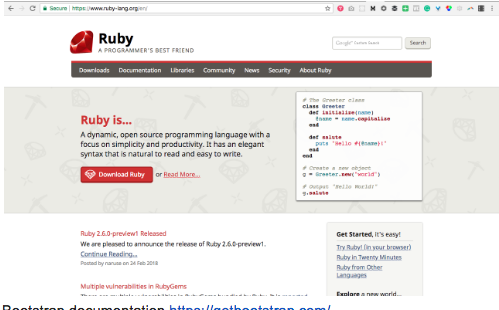 Secure https://www.ruby-lang.org/en/
Ruby
A PROGRAMMER'S BEST FRIEND
Google Custom Search
Search
Downloads Documentation Libraries Community News Security About Ruby
Ruby is...
A dynamic, open source programming language with a
focus on simplicity and productivity. It has an elegant
syntax that is natural to read and easy to write.
Download Ruby or Read More...
# The Greeter class
class Greeter
def initialize(name)
@name = name.capitalize
end
def salute
puts "Hello #{@name}!"
end
end
# Create a new object
g = Greeter.new("world")
# Output "Hello World!"
g.salute
Ruby 2.6.0-preview1 Released
We are pleased to announce the release of Ruby 2.6.0-preview1.
Continue Reading...
Posted by naruse on 24 Feb 2018
Multiple vulnerabilities in RubyGems
Get Started, it's easy!
Try Ruby! (in your browser)
Ruby in Twenty Minutes
Ruby from Other
Languages
Explore a new world...
Bootstrap documentation https://getbootstrap.com/